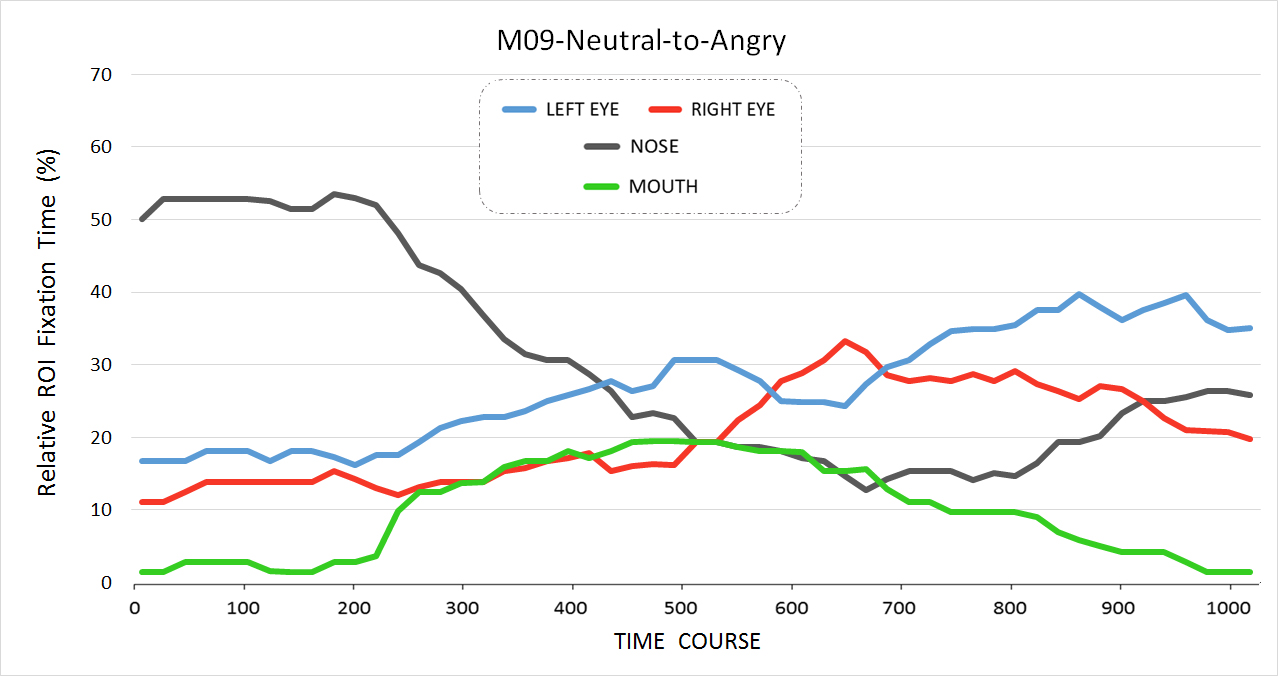 M09-Neutral-to-Angry
70
LEFT EYE RIGHT EYE
60
NOSE
MOUTH
50
40
30
20
10
0
Relative ROI Fixation Time (%)
0 100 200 300 400 500 600 700 800 900 1000
TIME COURSE